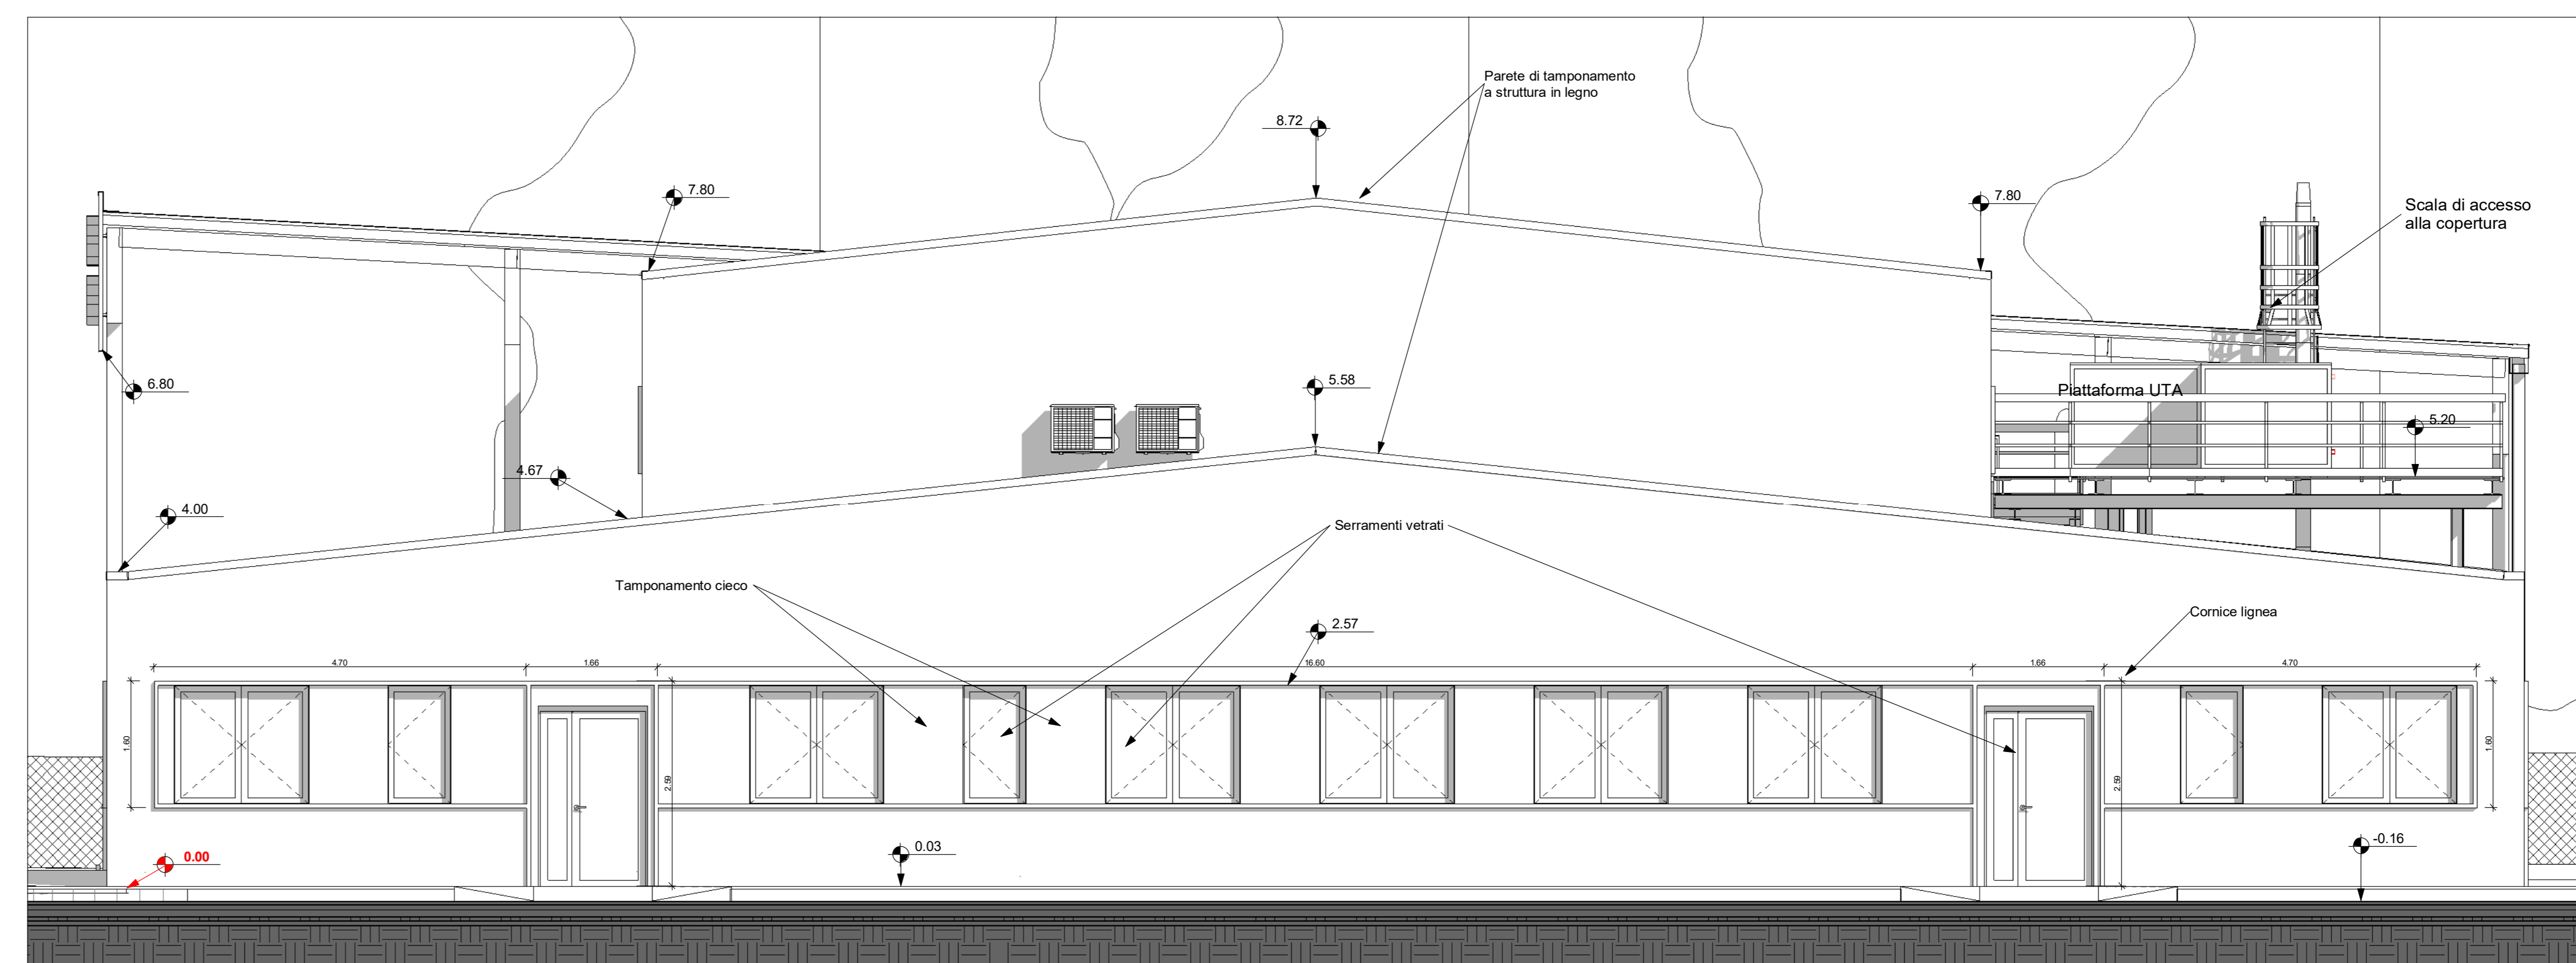 Parete di tamponamento
a struttura in legno
8.72
7.80
7.80
Scala di accesso
alla copertura
6.80
5.58
Piattaforma UTA
5.20
4.67
4.00
Serramenti vetrati
Tamponamento cieco
Cornice lignea
2.57
4.70
1.66
16.60
1.66
4.70
1.60
2.59
2.59
1.60
0.00
0.03
-0.16